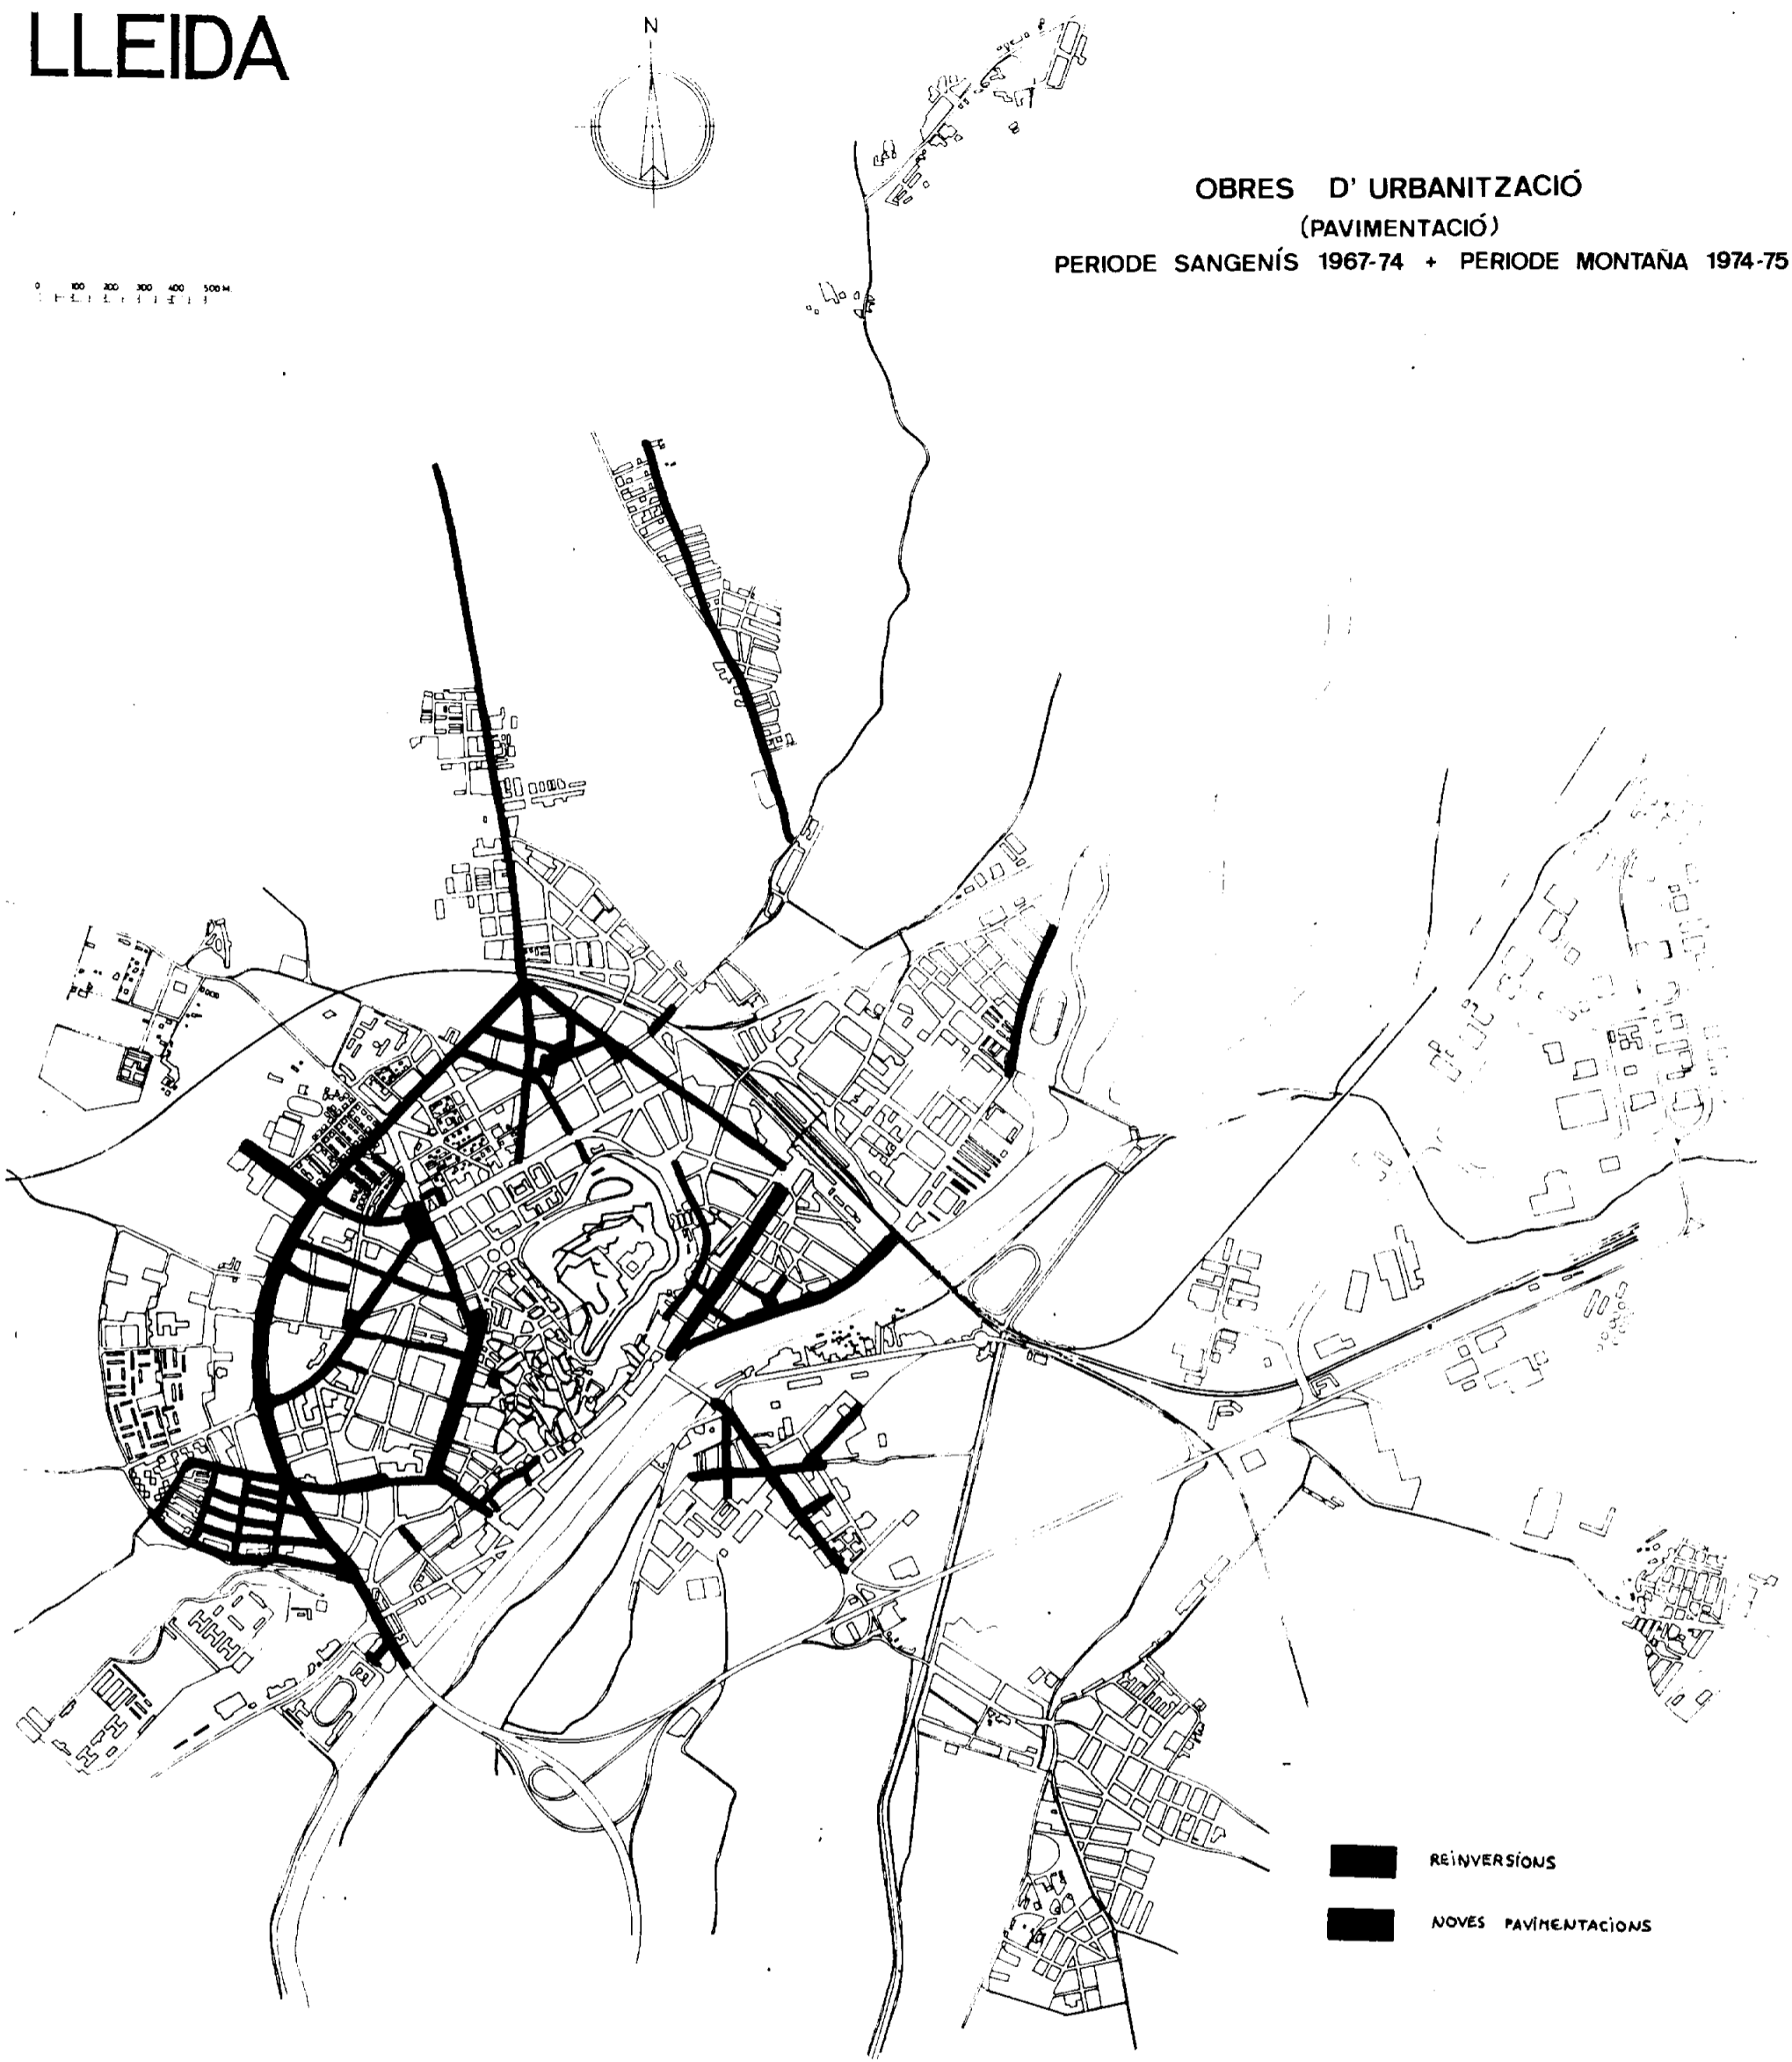 LLEIDA
N
OBRES D' URBANITZACIÓ
(PAVIMENTACIÓ)
PERIODE SANGENÍS 1967-74 + PERIODE MONTAÑA 1974-75
0 100 200 300 400 500 M.
REINVERSIONS
NOVES PAVIMENTACIONS